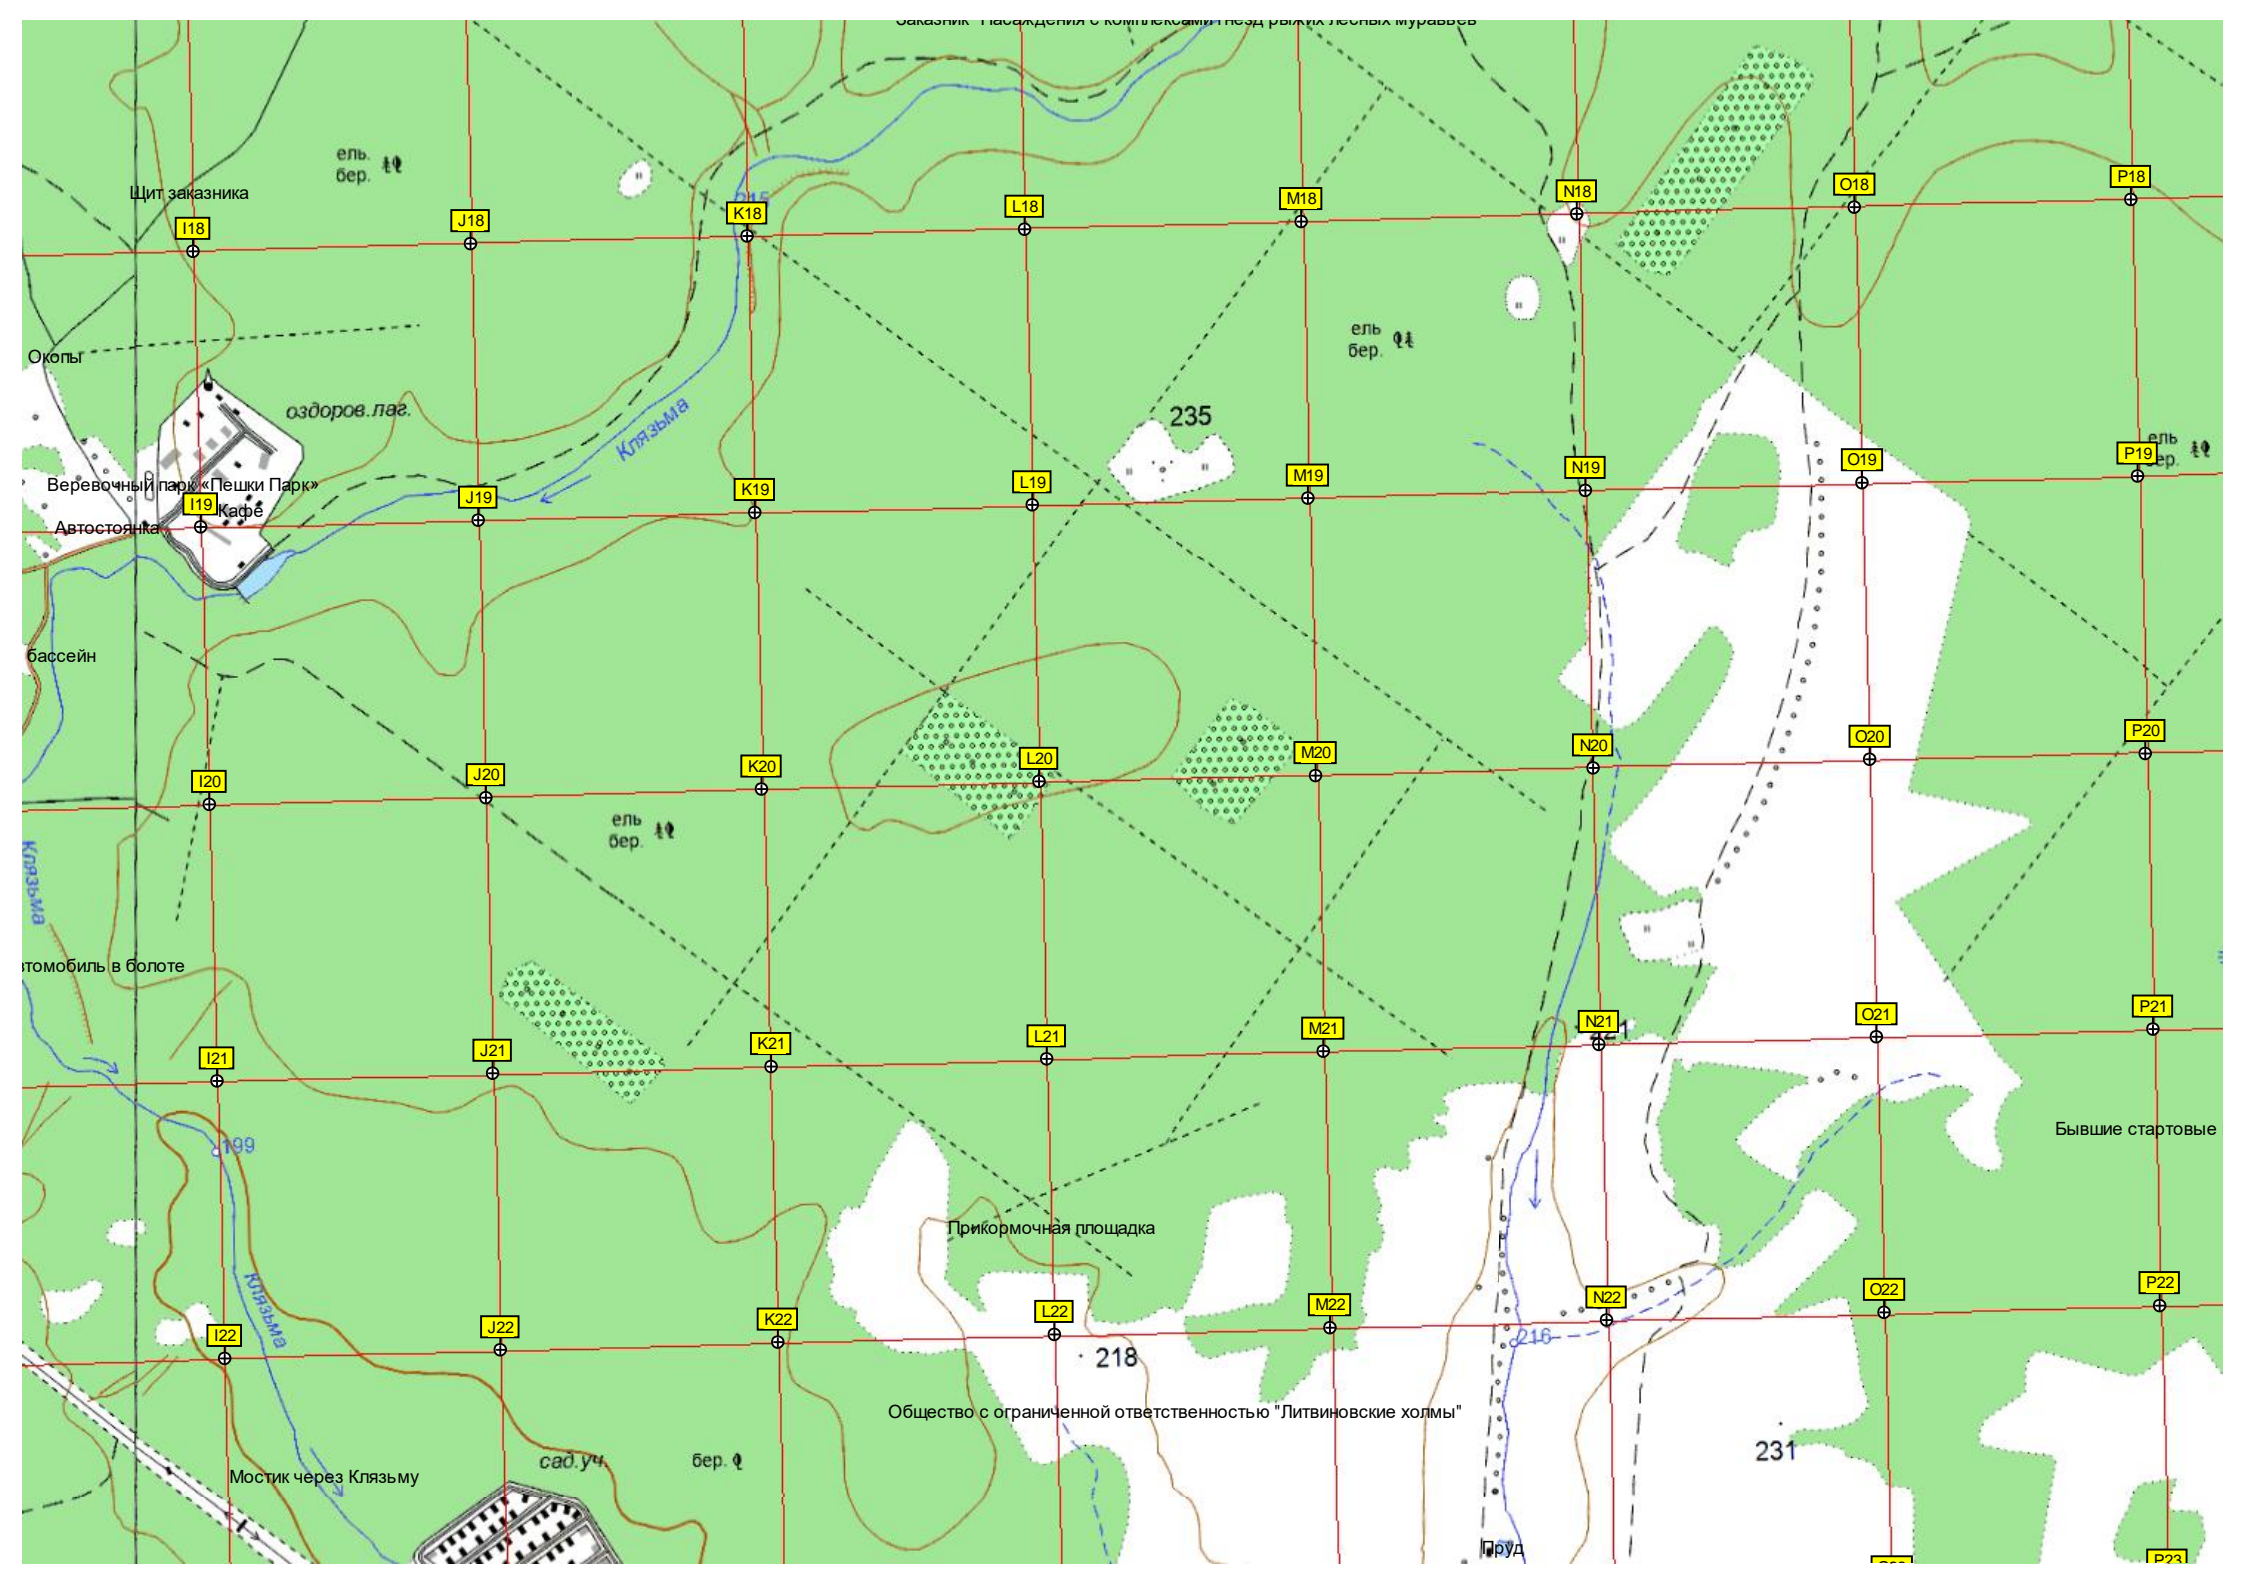 Заказник "Насаждения с комплексами гнезд рыжих лесных муравьёв"
ель.
бер.
Щит заказника
215
I18
J18
K18
L18
M18
N18
O18
P18
Окопы
ель
бер.
оздоров.лаг.
Клязьма
235
ель
бер.
Веревочный парк «Пешки Парк»
Кафе
Автостоянка
I19
J19
K19
L19
M19
N19
O19
P19
бассейн
I20
J20
K20
L20
M20
N20
O20
P20
ель
бер.
Клязьма
втомобиль в болоте
I21
J21
K21
L21
M21
N21
O21
P21
221
199
Бывшие стартовые
Прикормочная площадка
Клязьма
I22
J22
K22
L22
M22
N22
O22
P22
216
218
Общество с ограниченной ответственностью "Литвиновские холмы"
231
сад.уч.
бер.
Мостик через Клязьму
Пруд
P23